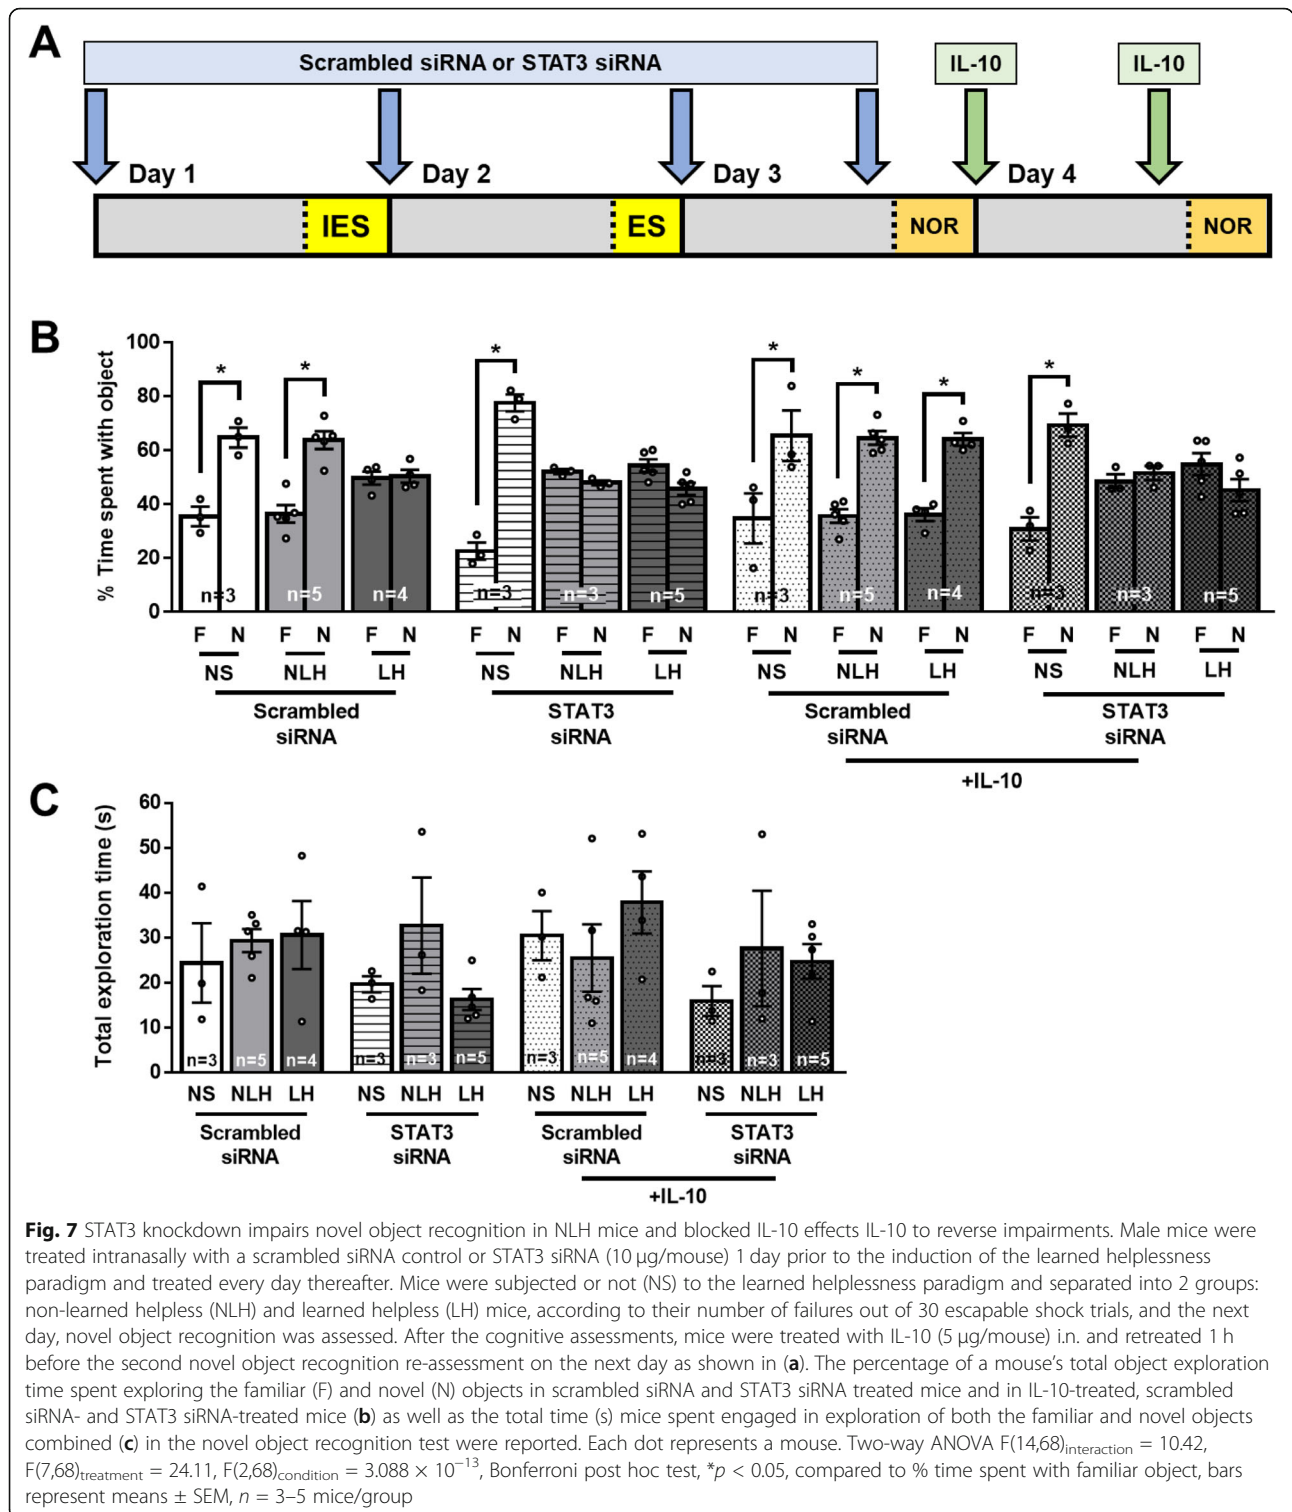 A
Scrambled siRNA or STAT3 siRNA
IL-10
IL-10
Day 1
Day 2
Day 3
Day 4
IES
ES
NOR
NOR
B
% Time spent with object
100
80
60
40
20
0
* * * * * * *
n=3 n=5 n=4 n=3 n=3 n=5 n=3 n=5 n=4 n=3 n=3 n=5
F N F N F N F N F N F N F N F N F N F N F N F N
NS NLH LH NS NLH LH NS NLH LH NS NLH LH
Scrambled siRNA
STAT3 siRNA
Scrambled siRNA
STAT3 siRNA
+IL-10
C
Total exploration time (s)
60
50
40
30
20
10
0
n=3 n=5 n=4 n=3 n=3 n=5 n=3 n=5 n=4 n=3 n=3 n=5
NS NLH LH NS NLH LH NS NLH LH NS NLH LH
Scrambled siRNA
STAT3 siRNA
Scrambled siRNA
STAT3 siRNA
+IL-10
Fig. 7 STAT3 knockdown impairs novel object recognition in NLH mice and blocked IL-10 effects IL-10 to reverse impairments. Male mice were
treated intranasally with a scrambled siRNA control or STAT3 siRNA (10 μg/mouse) 1 day prior to the induction of the learned helplessness
paradigm and treated every day thereafter. Mice were subjected or not (NS) to the learned helplessness paradigm and separated into 2 groups:
non-learned helpless (NLH) and learned helpless (LH) mice, according to their number of failures out of 30 escapable shock trials, and the next
day, novel object recognition was assessed. After the cognitive assessments, mice were treated with IL-10 (5 μg/mouse) i.n. and retreated 1 h
before the second novel object recognition re-assessment on the next day as shown in (a). The percentage of a mouse's total object exploration
time spent exploring the familiar (F) and novel (N) objects in scrambled siRNA and STAT3 siRNA treated mice and in IL-10-treated, scrambled
siRNA- and STAT3 siRNA-treated mice (b) as well as the total time (s) mice spent engaged in exploration of both the familiar and novel objects
combined (c) in the novel object recognition test were reported. Each dot represents a mouse. Two-way ANOVA F(14,68)interaction = 10.42,
F(7,68)treatment = 24.11, F(2,68)condition = 3.088 × 10−13, Bonferroni post hoc test, *p < 0.05, compared to % time spent with familiar object, bars
represent means ± SEM, n = 3–5 mice/group